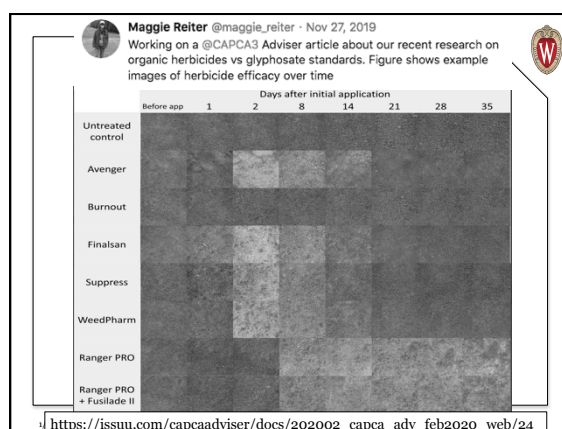 Maggie Reiter @maggie_reiter · Nov 27, 2019
Working on a @CAPCA3 Adviser article about our recent research on
organic herbicides vs glyphosate standards. Figure shows example
images of herbicide efficacy over time
W
Days after initial application
Before app 1 2 8 14 21 28 35
Untreated
control
Avenger
Burnout
Finalsan
Suppress
WeedPharm
Ranger PRO
Ranger PRO
+ Fusilade II
https://issuu.com/capcaadviser/docs/202002_capca_adv_feb2020_web/24